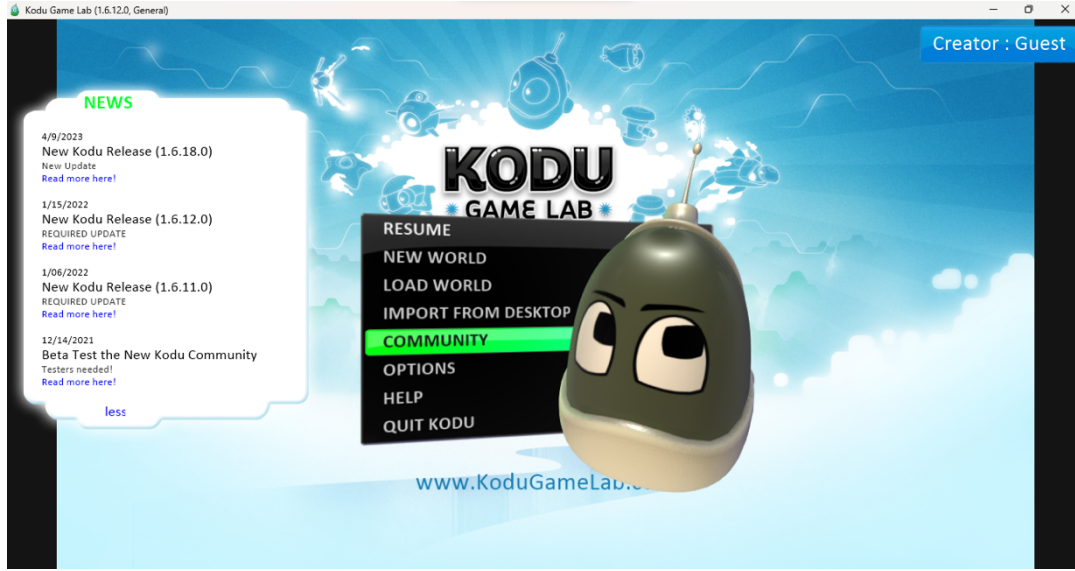 Kodu Game Lab (1.6.12.0, General)
Creator : Guest
NEWS
4/9/2023
New Kodu Release (1.6.18.0)
New Update
Read more here!
1/15/2022
New Kodu Release (1.6.12.0)
REQUIRED UPDATE
Read more here!
1/06/2022
New Kodu Release (1.6.11.0)
REQUIRED UPDATE
Read more here!
12/14/2021
Beta Test the New Kodu Community
Testers needed!
Read more here!
less
KODU
GAME LAB
RESUME
NEW WORLD
LOAD WORLD
IMPORT FROM DESKTOP
COMMUNITY
OPTIONS
HELP
QUIT KODU
www.KoduGameLab.c